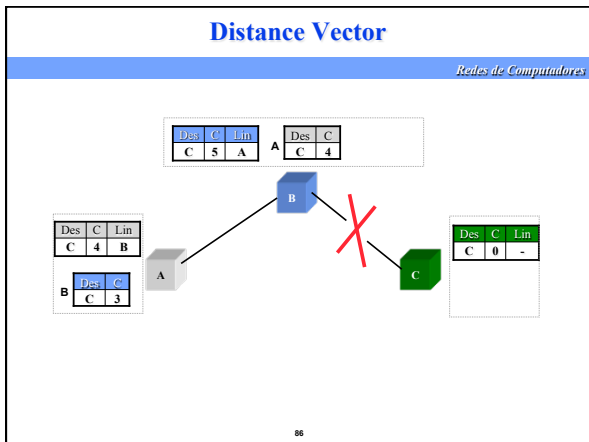 Distance Vector
Redes de Computadores
Des C Lin
C 5 A
A
Des C
C 4
B
Des C Lin
C 4 B
B
Des C
C 3
A
C
Des C Lin
C 0 -
86